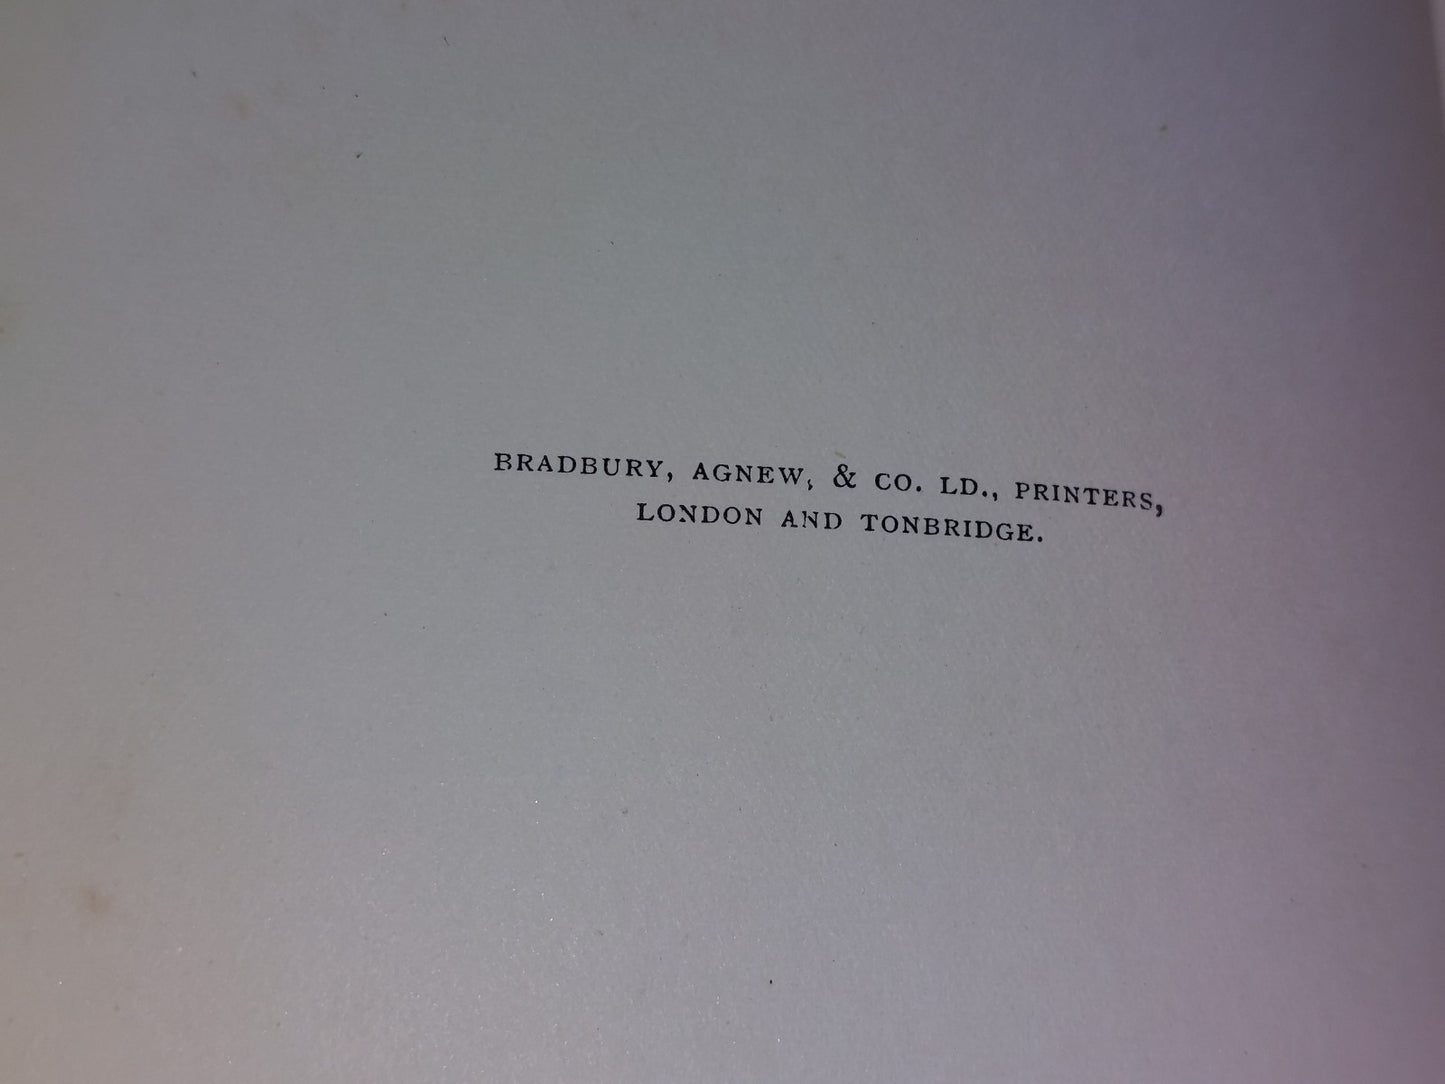 BRADBURY, AGNEW, & CO. LD., PRINTERS,
LONDON AND TONBRIDGE.